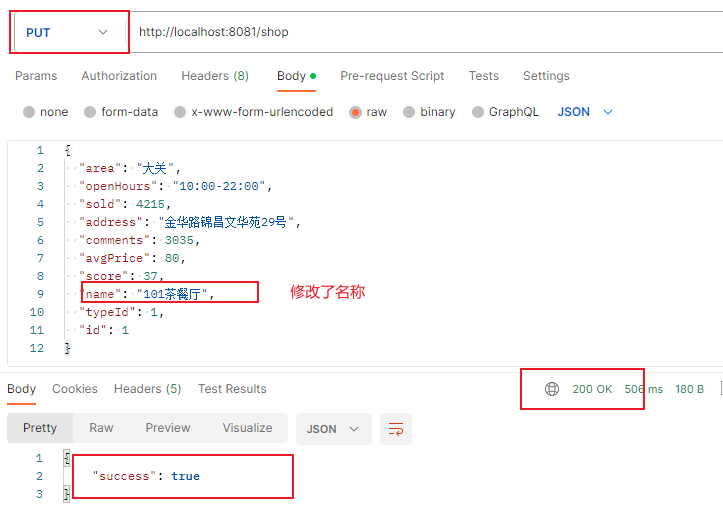 PUT http://localhost:8081/shop
Params Authorization Headers (8) Body Pre-request Script Tests Settings
none form-data x-www-form-urlencoded raw binary GraphQL JSON
1 {
2 "area": "大关",
3 "openHours": "10:00-22:00",
4 "sold": 4215,
5 "address": "金华路锦昌文华苑29号",
6 "comments": 3035,
7 "avgPrice": 80,
8 "score": 37,
9 "name": "101茶餐厅", 修改了名称
10 "typeId": 1,
11 "id": 1
12 }
Body Cookies Headers (5) Test Results 200 OK 506 ms 180 B
Pretty Raw Preview Visualize JSON
1 {
2 "success": true
3 }